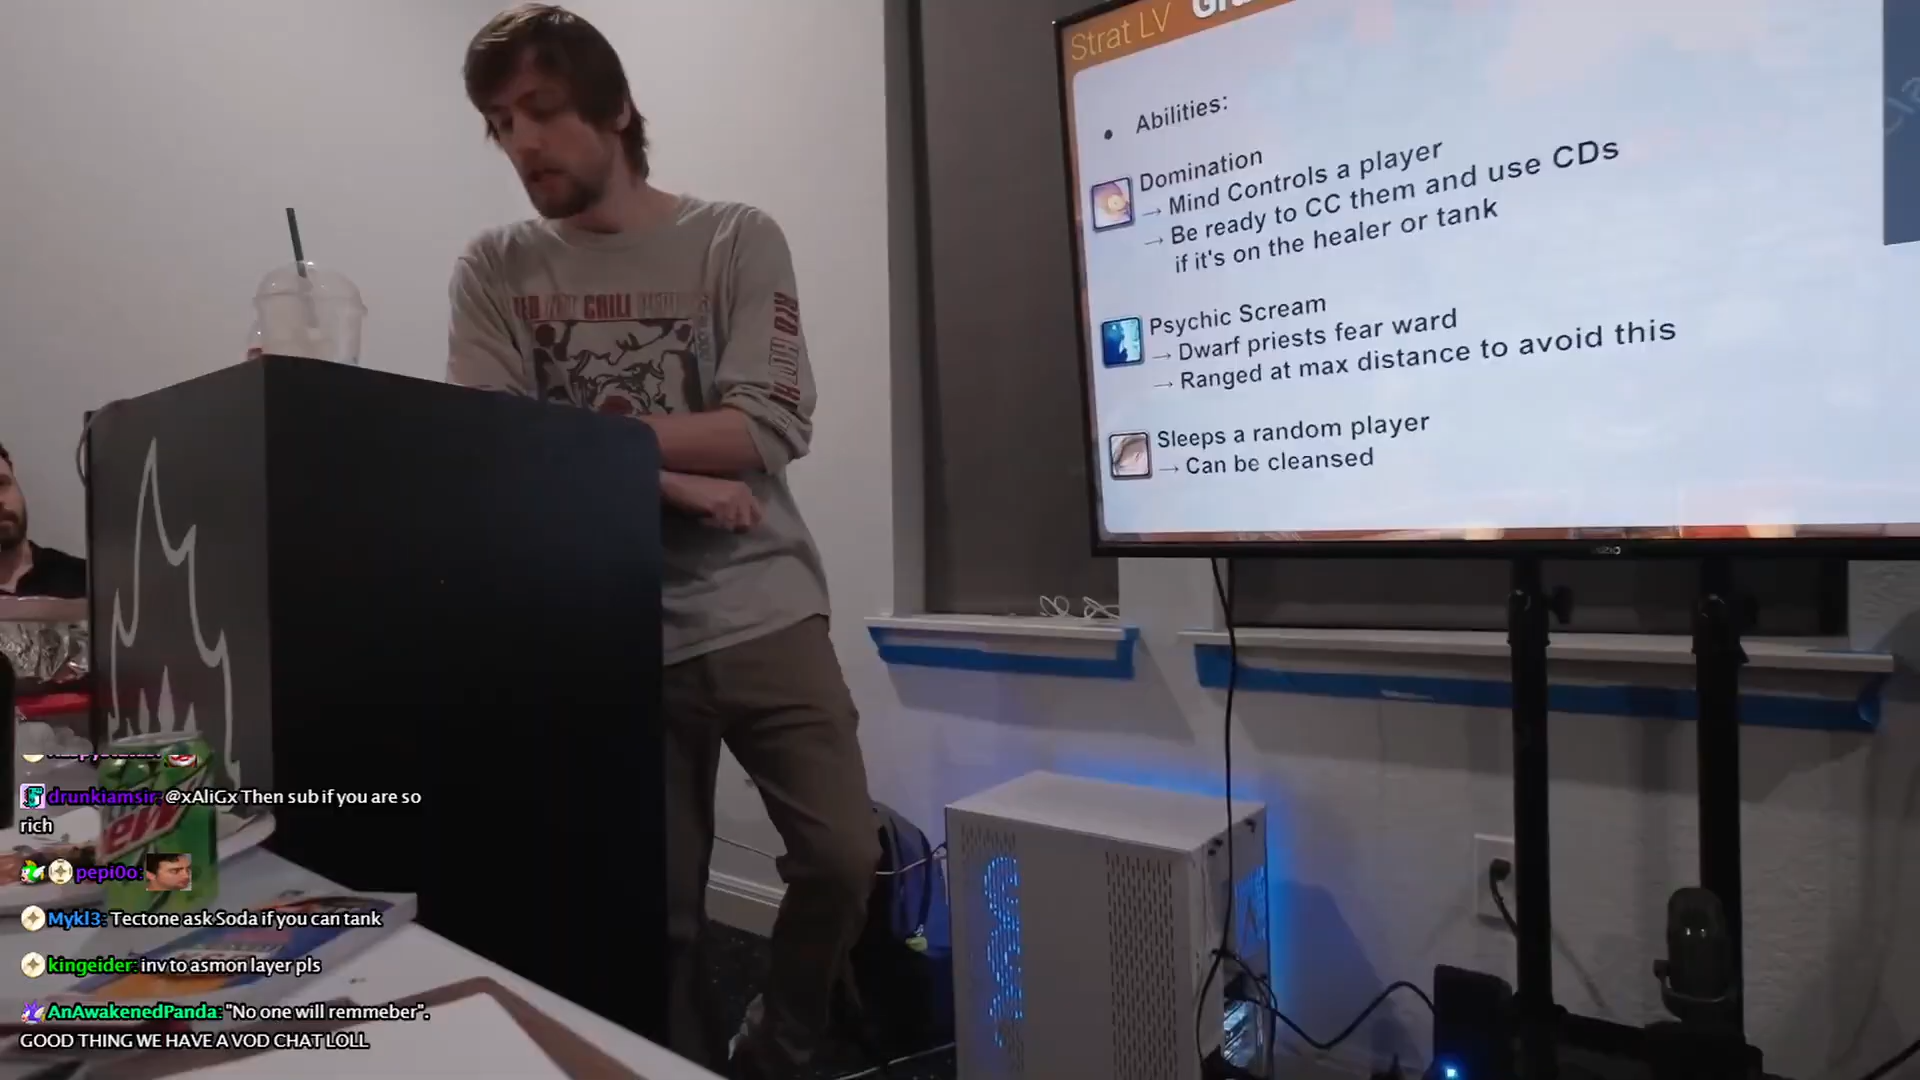 Strat LV
Abilities:
Domination
→ Mind Controls a player
→ Be ready to CC them and use CDs
if it's on the healer or tank
Psychic Scream
→ Dwarf priests fear ward
→ Ranged at max distance to avoid this
Sleeps a random player
→ Can be cleansed
VIZIO
CHILI
drunkiamsir: @xAliGx Then sub if you are so
rich
pepi0o:
Mykl3: Tectone ask Soda if you can tank
kingeider: inv to asmon layer pls
AnAwakenedPanda: "No one will remmeber".
GOOD THING WE HAVE A VOD CHAT LOLL